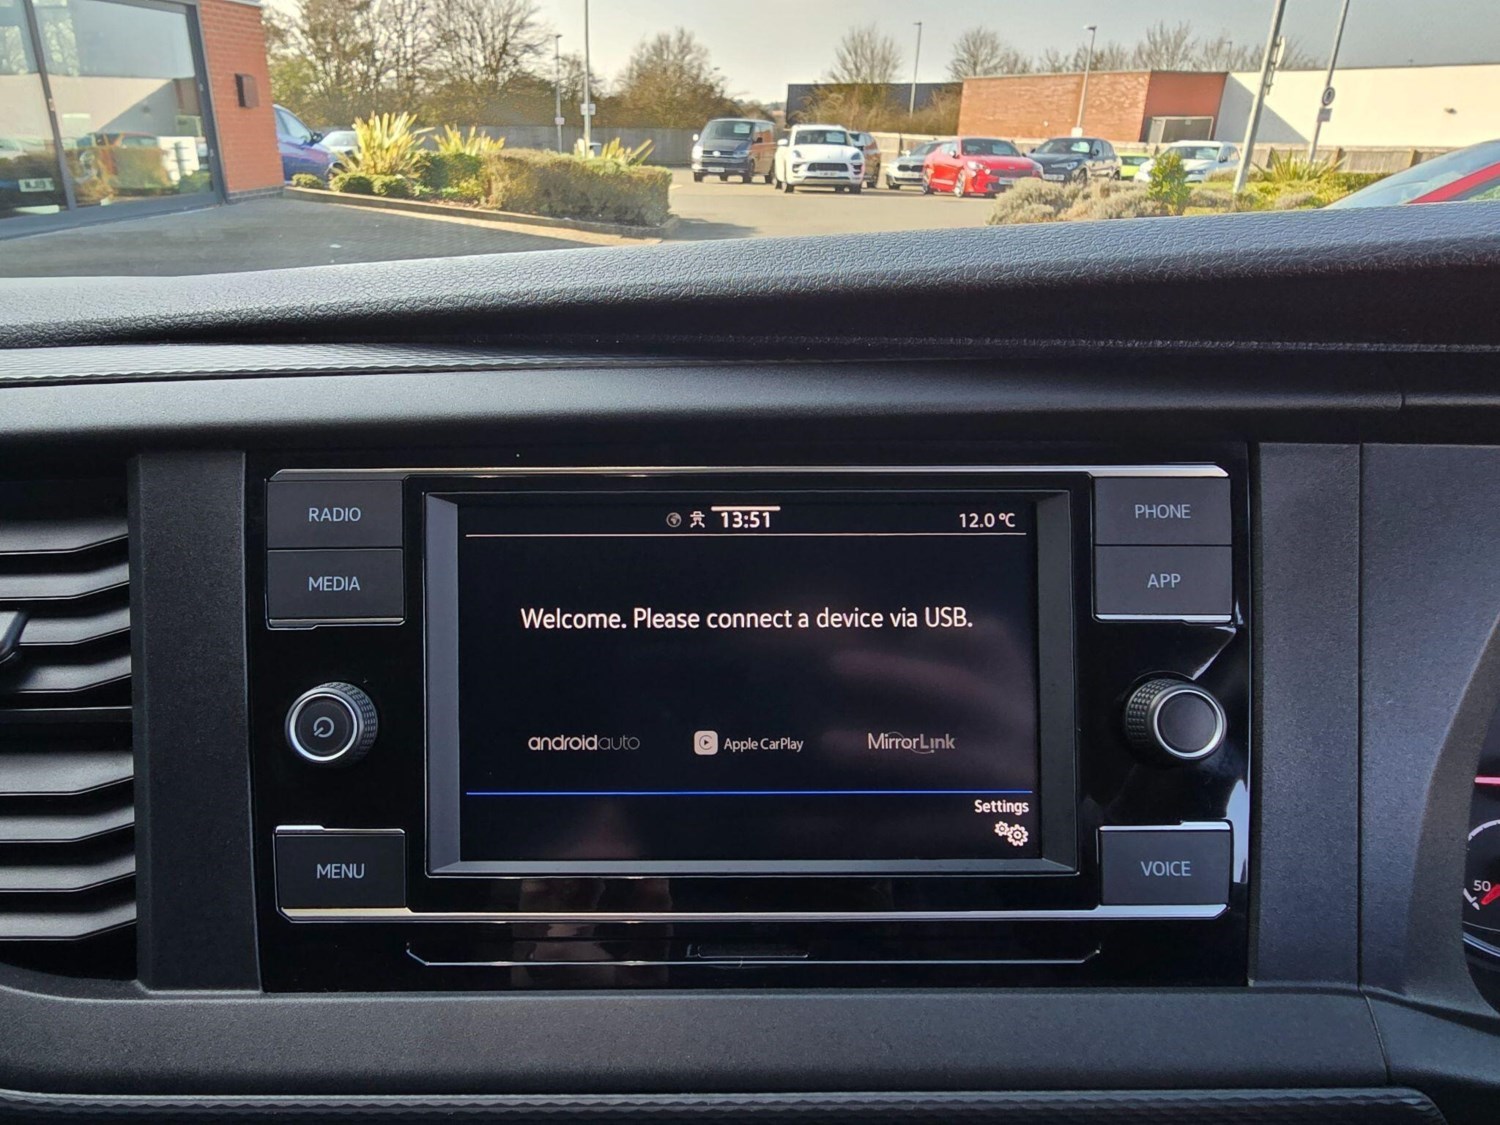 RADIO
MEDIA
MENU
13:51
12.0 °C
Welcome. Please connect a device via USB.
androidauto
Apple CarPlay
MirrorLink
Settings
PHONE
APP
VOICE
50